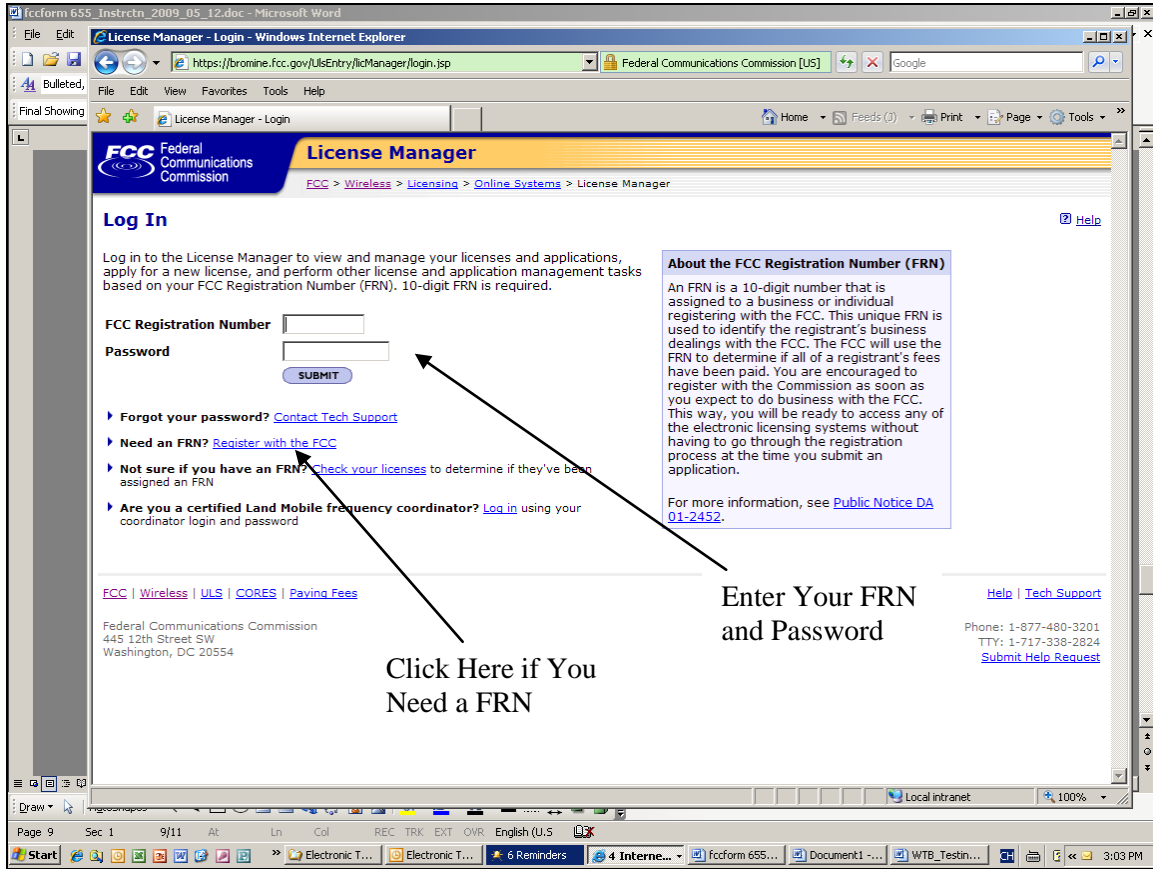 fccform 655_Instrctn_2009_05_12.doc - Microsoft Word
File Edit
License Manager - Login - Windows Internet Explorer
https://bromine.fcc.gov/UlsEntry/licManager/login.jsp
Federal Communications Commission [US]
Google
Bulleted,
File Edit View Favorites Tools Help
Final Showing
License Manager - Login
Home Feeds (J) Print Page Tools
FCC Federal Communications Commission
License Manager
FCC > Wireless > Licensing > Online Systems > License Manager
Log In
Help
Log in to the License Manager to view and manage your licenses and applications,
apply for a new license, and perform other license and application management tasks
based on your FCC Registration Number (FRN). 10-digit FRN is required.
FCC Registration Number
Password
SUBMIT
Forgot your password? Contact Tech Support
Need an FRN? Register with the FCC
Not sure if you have an FRN? Check your licenses to determine if they've been
assigned an FRN
Are you a certified Land Mobile frequency coordinator? Log in using your
coordinator login and password
About the FCC Registration Number (FRN)
An FRN is a 10-digit number that is
assigned to a business or individual
registering with the FCC. This unique FRN is
used to identify the registrant's business
dealings with the FCC. The FCC will use the
FRN to determine if all of a registrant's fees
have been paid. You are encouraged to
register with the Commission as soon as
you expect to do business with the FCC.
This way, you will be ready to access any of
the electronic licensing systems without
having to go through the registration
process at the time you submit an
application.
For more information, see Public Notice DA
01-2452.
Enter Your FRN
and Password
Click Here if You
Need a FRN
FCC | Wireless | ULS | CORES | Paying Fees
Help | Tech Support
Federal Communications Commission
445 12th Street SW
Washington, DC 20554
Phone: 1-877-480-3201
TTY: 1-717-338-2824
Submit Help Request
Local intranet
100%
Draw
Page 9 Sec 1 9/11 At Ln Col REC TRK EXT OVR English (U.S
Start
Electronic T...
Electronic T...
6 Reminders
4 Interne...
fccform 655...
Document1 -...
WTB_Testin...
CH
3:03 PM